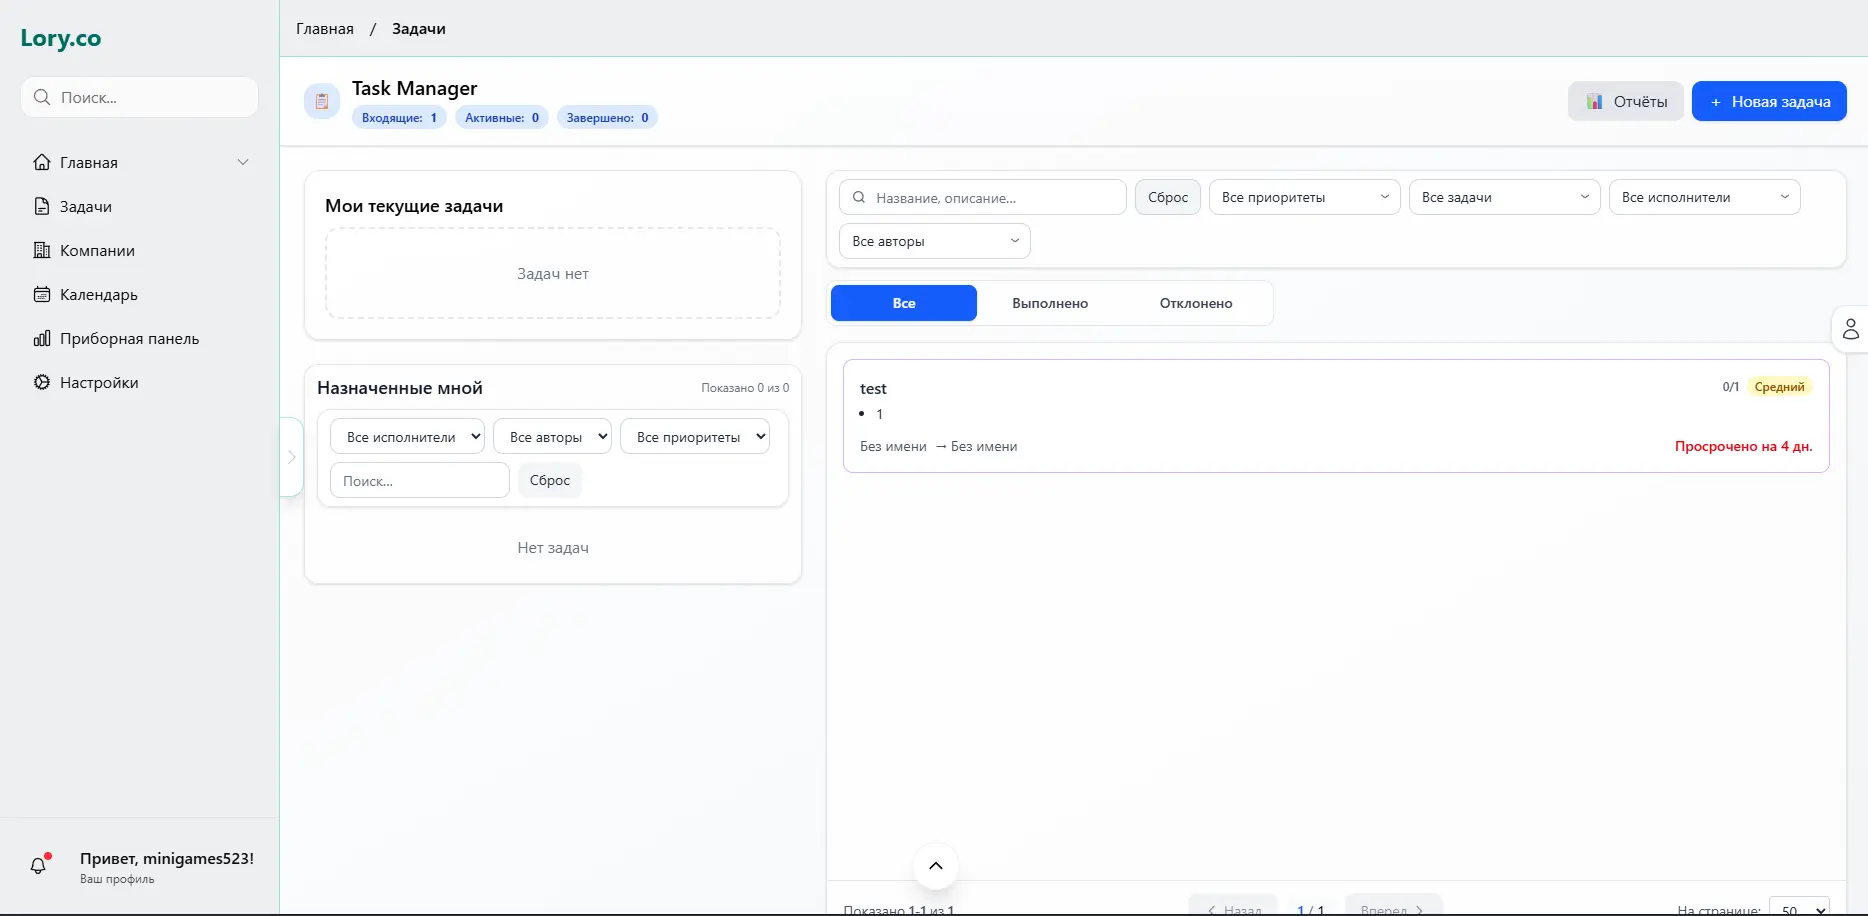 Lory.co
Поиск...
Главная
Задачи
Компании
Календарь
Приборная панель
Настройки
Привет, minigames523!
Ваш профиль
Главная / Задачи
Task Manager
Входящие: 1 Активные: 0 Завершено: 0
Отчёты
+ Новая задача
Мои текущие задачи
Задач нет
Назначенные мной
Показано 0 из 0
Все исполнители Все авторы Все приоритеты
Поиск... Сброс
Нет задач
Название, описание... Сброс Все приоритеты Все задачи Все исполнители
Все авторы
Все Выполнено Отклонено
test 0/1 Средний
• 1
Без имени → Без имени Просрочено на 4 дн.
Показано 1-1 из 1 Назад 1 / 1 Вперед На странице: 50